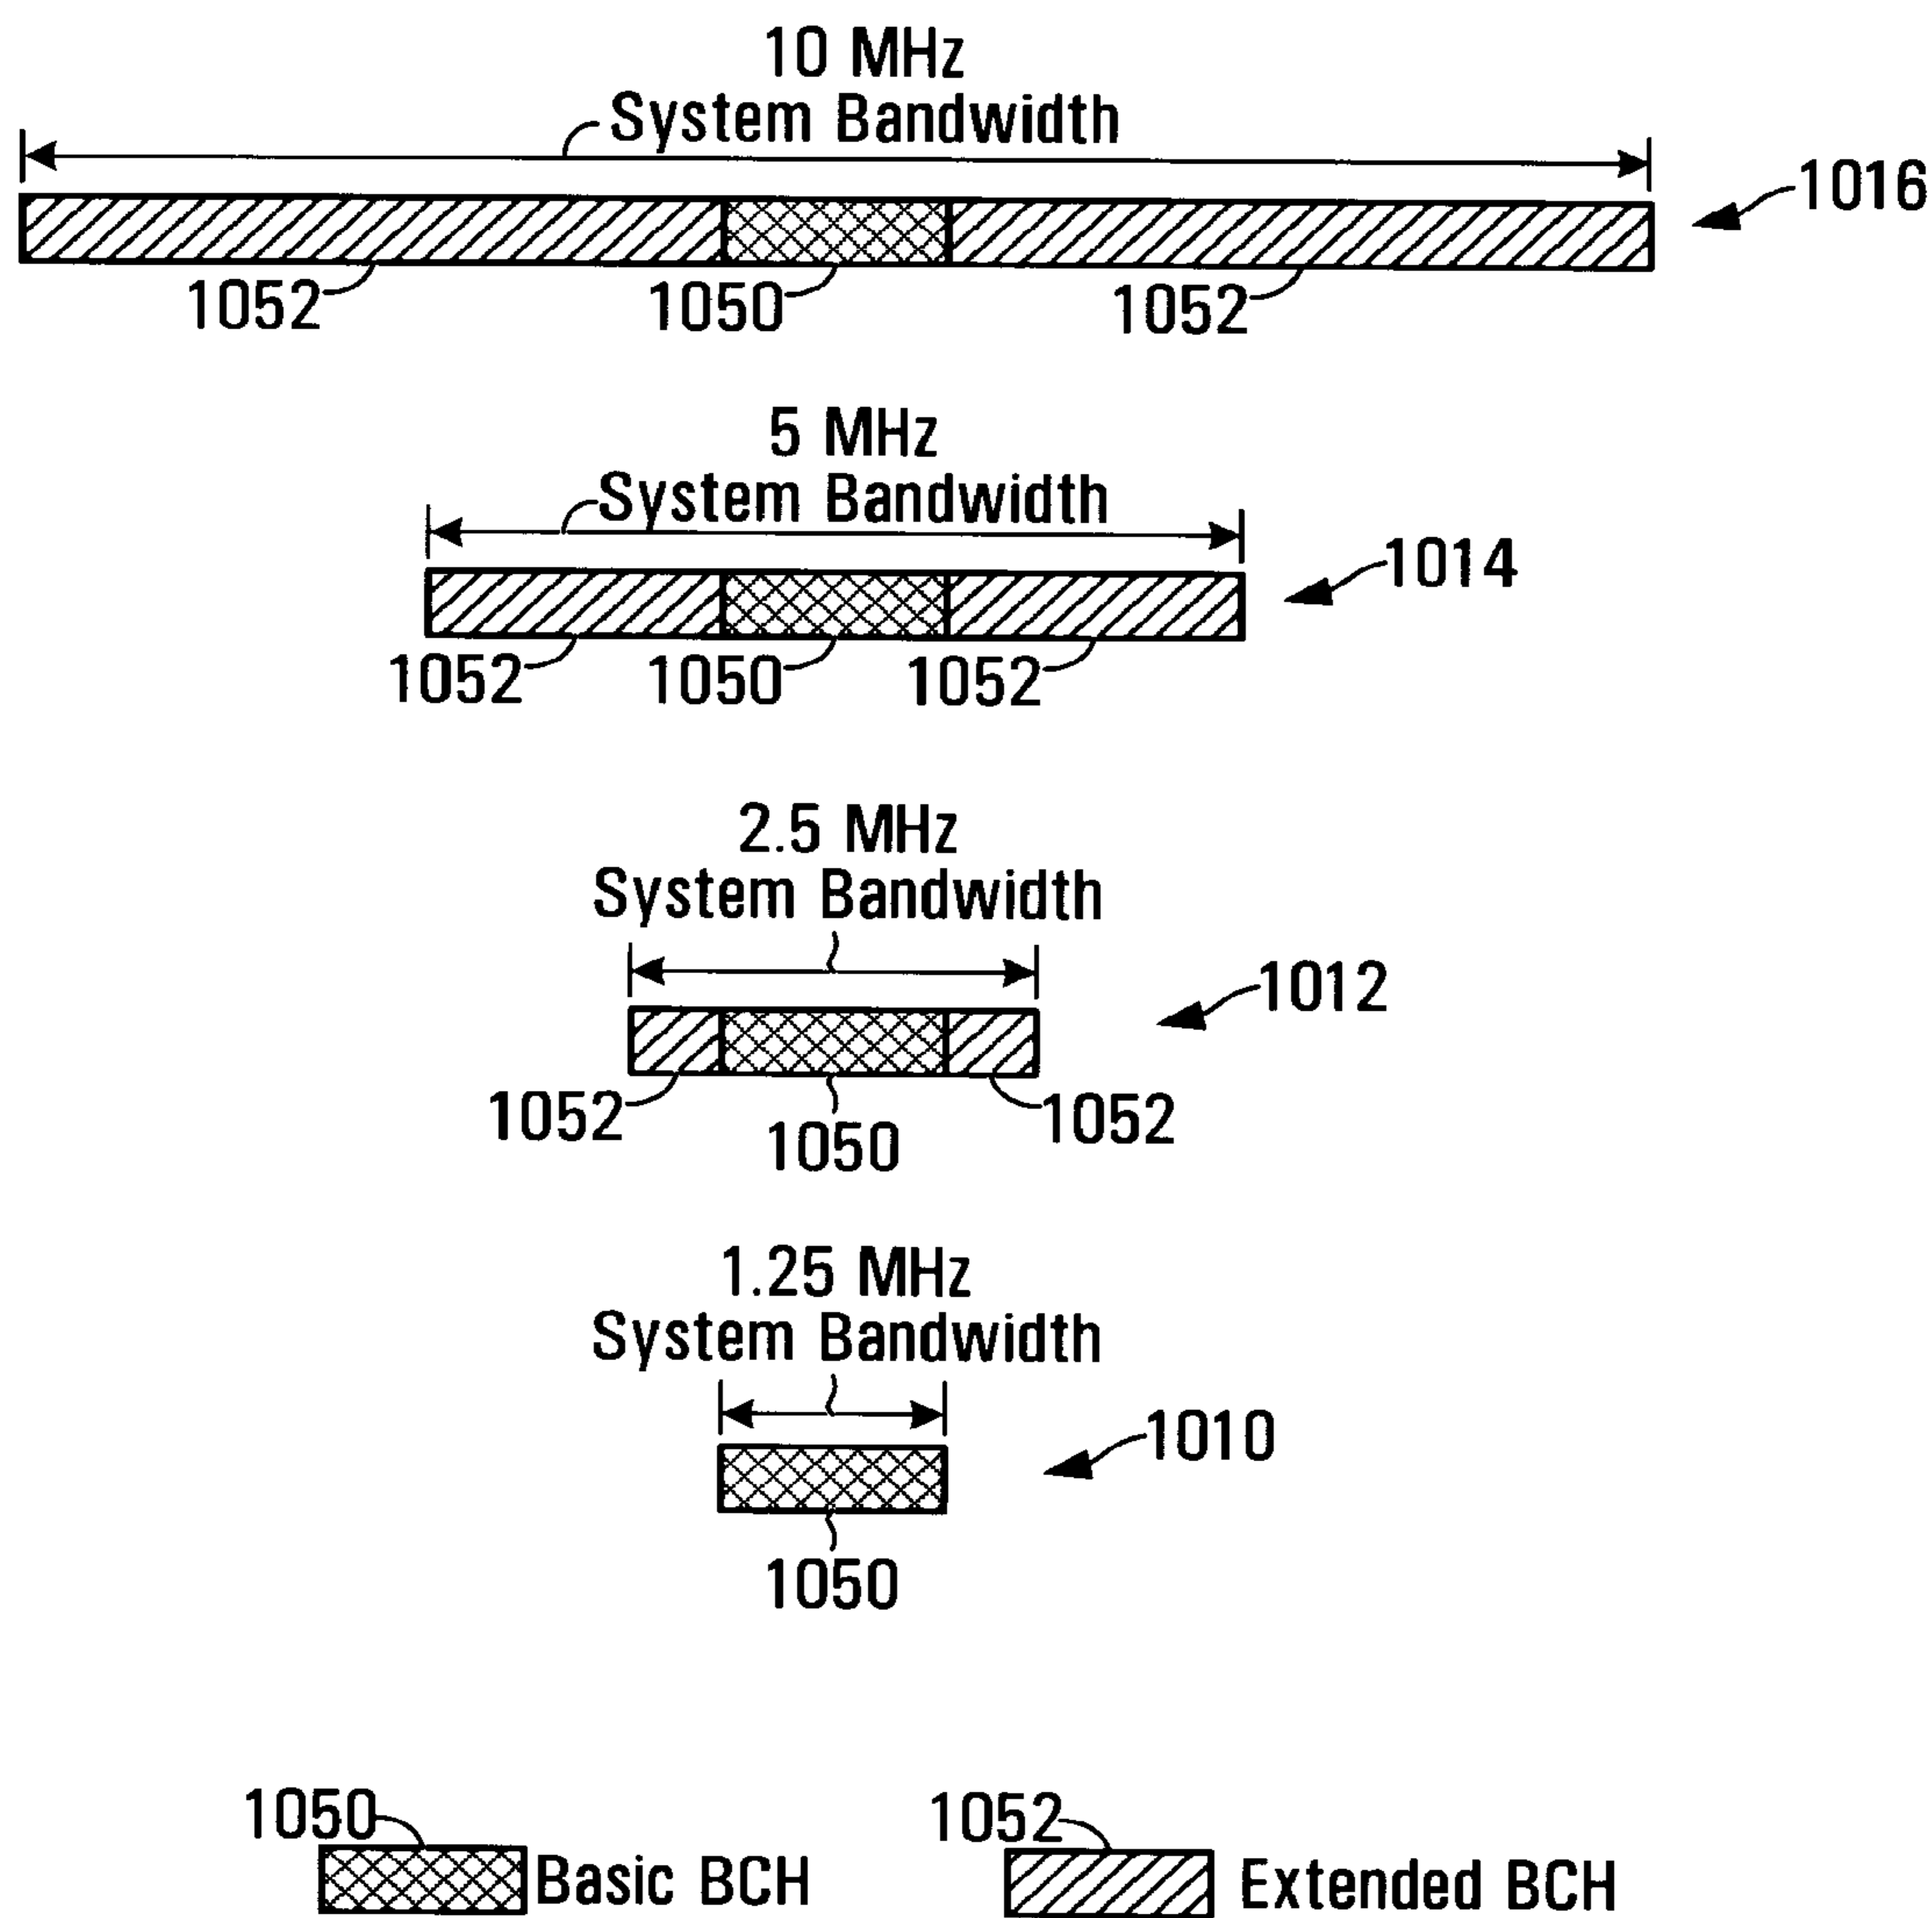 10 MHz
System Bandwidth
1016
1052
1050
1052
5 MHz
System Bandwidth
1014
1052
1050
1052
2.5 MHz
System Bandwidth
1012
1052
1050
1052
1.25 MHz
System Bandwidth
1010
1050
1050
Basic BCH
1052
Extended BCH